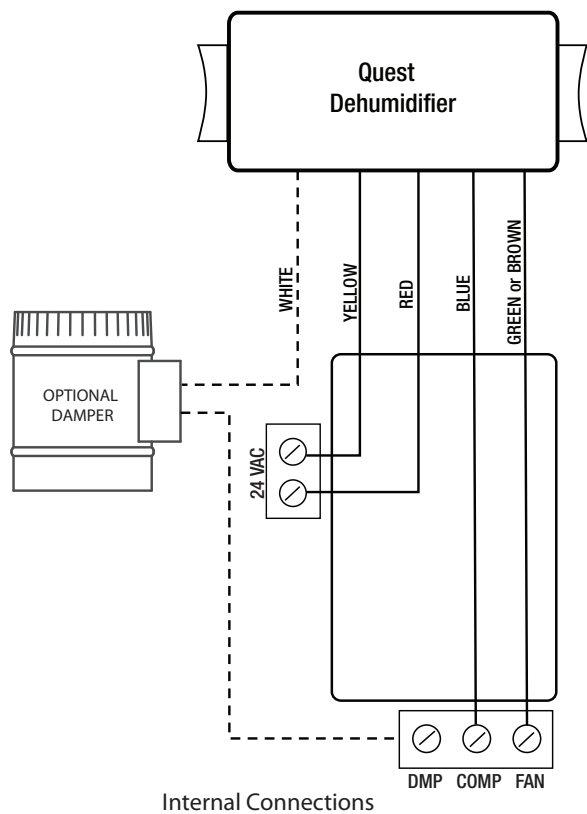 Quest
Dehumidifier
WHITE
YELLOW
RED
BLUE
GREEN or BROWN
OPTIONAL
DAMPER
24 VAC
DMP COMP FAN
Internal Connections